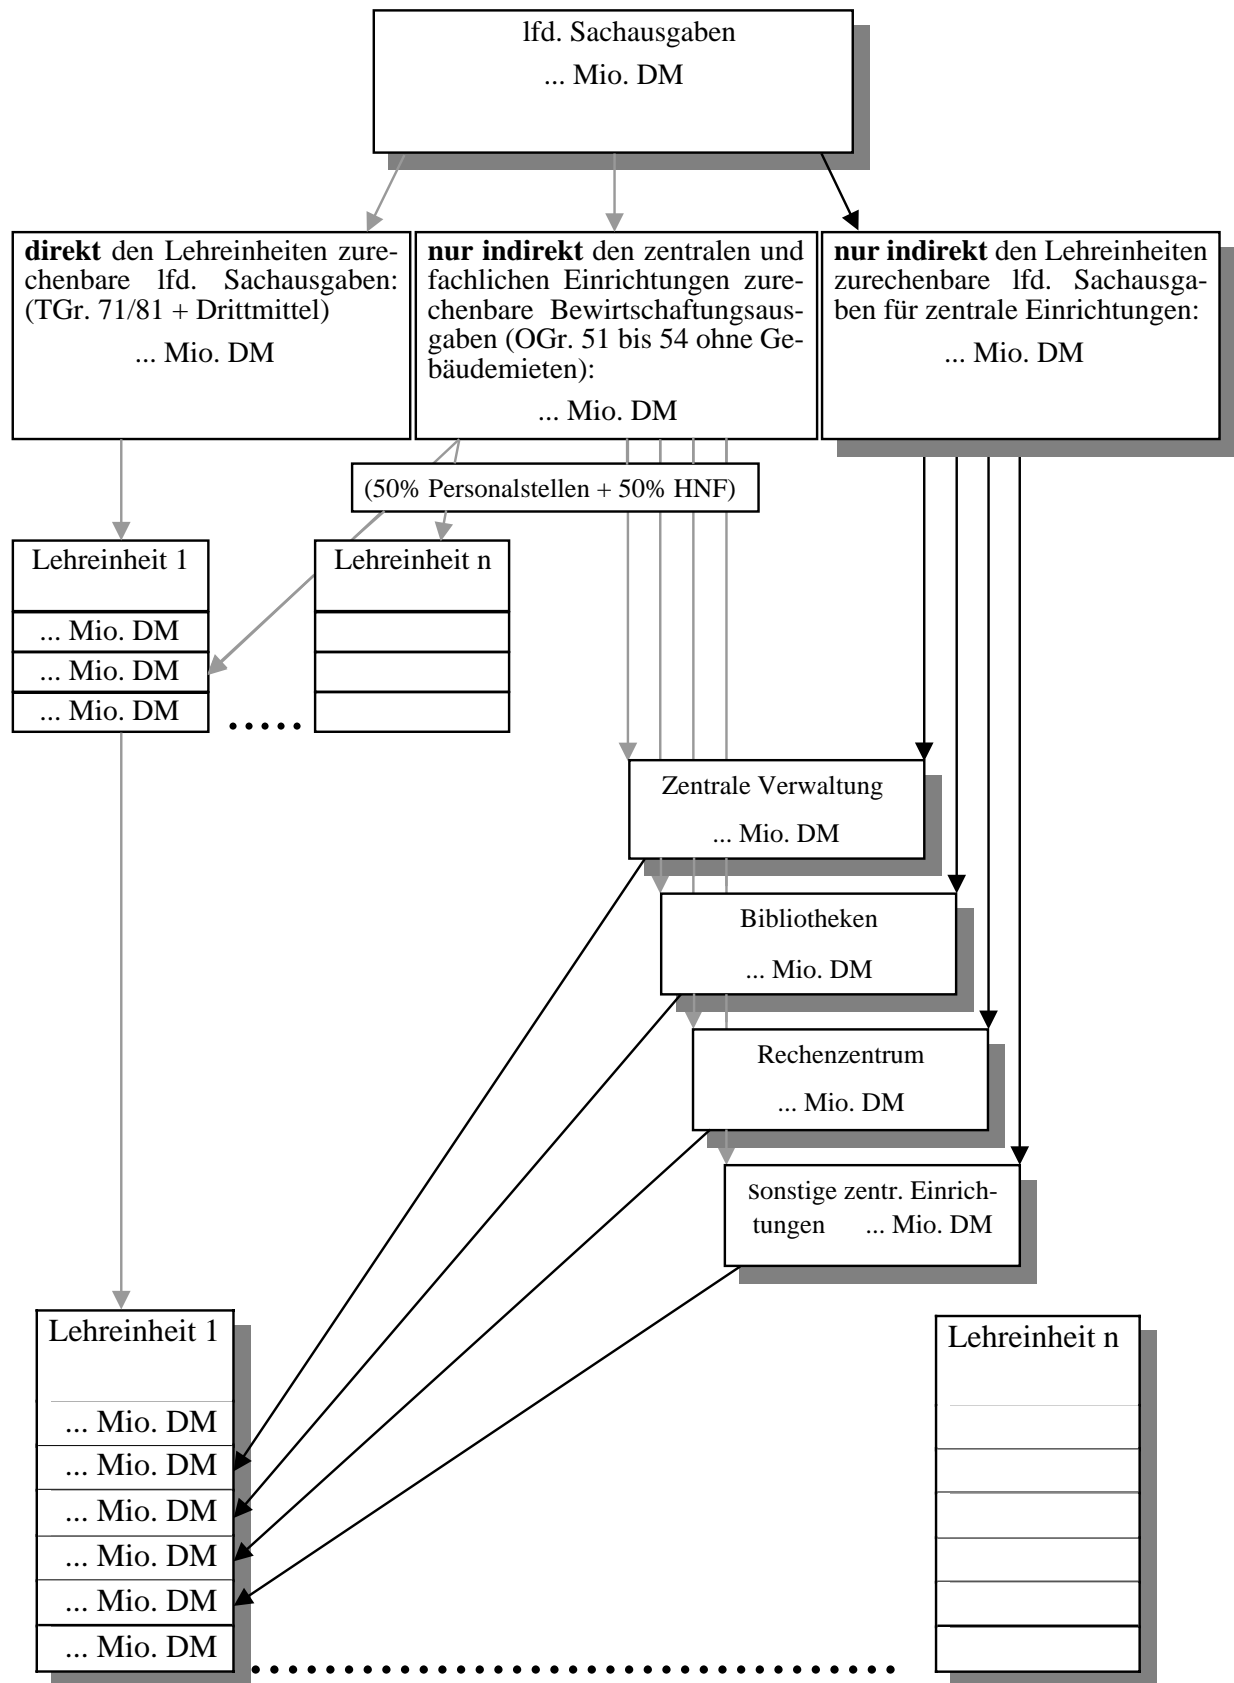 lfd. Sachausgaben
... Mio. DM
direkt den Lehreinheiten zure-
chenbare lfd. Sachausgaben:
(TGr. 71/81 + Drittmittel)
... Mio. DM
nur indirekt den zentralen und
fachlichen Einrichtungen zure-
chenbare Bewirtschaftungsaus-
gaben (OGr. 51 bis 54 ohne Ge-
bäudemieten):
... Mio. DM
nur indirekt den Lehreinheiten
zurechenbare lfd. Sachausga-
ben für zentrale Einrichtungen:
... Mio. DM
(50% Personalstellen + 50% HNF)
Lehreinheit 1
... Mio. DM
... Mio. DM
... Mio. DM
.....
Lehreinheit n
Zentrale Verwaltung
... Mio. DM
Bibliotheken
... Mio. DM
Rechenzentrum
... Mio. DM
Sonstige zentr. Einrich-
tungen ... Mio. DM
Lehreinheit 1
... Mio. DM
... Mio. DM
... Mio. DM
... Mio. DM
... Mio. DM
... Mio. DM
Lehreinheit n